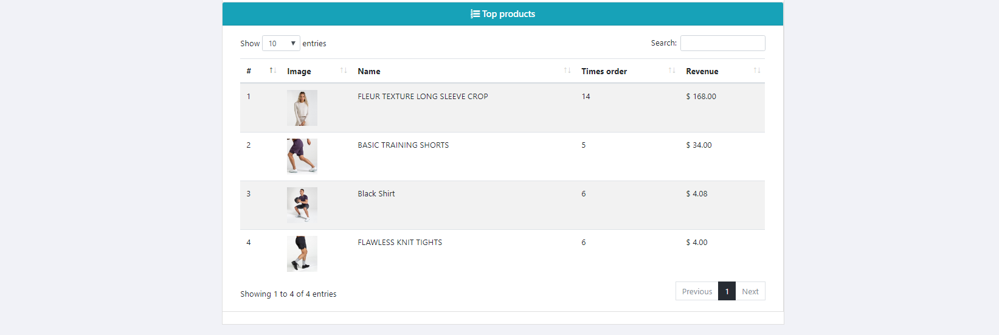 Top products
Show 10 entries Search:
# Image Name Times order Revenue
1 FLEUR TEXTURE LONG SLEEVE CROP 14 $ 168.00
2 BASIC TRAINING SHORTS 5 $ 34.00
3 Black Shirt 6 $ 4.08
4 FLAWLESS KNIT TIGHTS 6 $ 4.00
Showing 1 to 4 of 4 entries Previous 1 Next